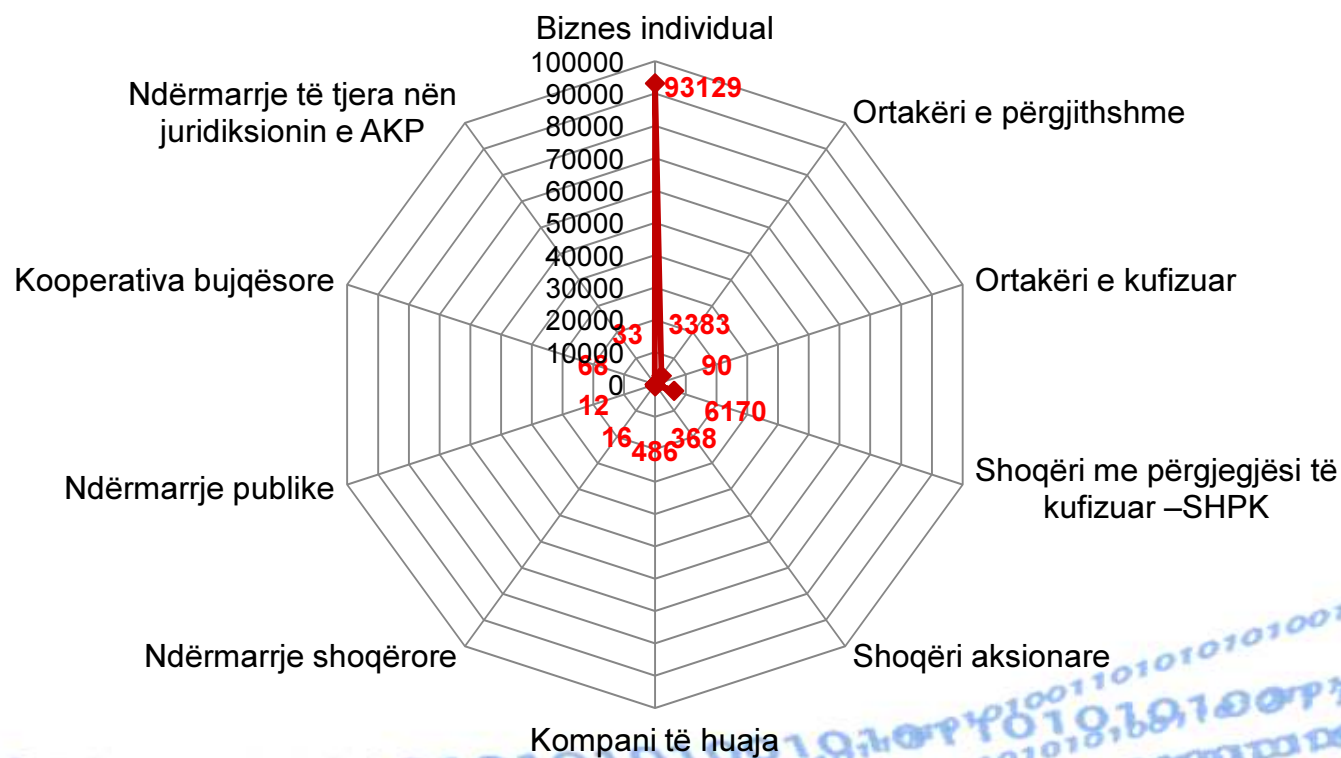 Biznes individual
100000
90000
80000
70000
60000
50000
40000
30000
20000
10000
0
93129
Ortakëri e përgjithshme
3383
Ortakëri e kufizuar
90
Shoqëri me përgjegjësi të
kufizuar –SHPK
6170
Shoqëri aksionare
368
Kompani të huaja
486
Ndërmarrje shoqërore
16
Ndërmarrje publike
12
Kooperativa bujqësore
68
Ndërmarrje të tjera nën
juridiksionin e AKP
33